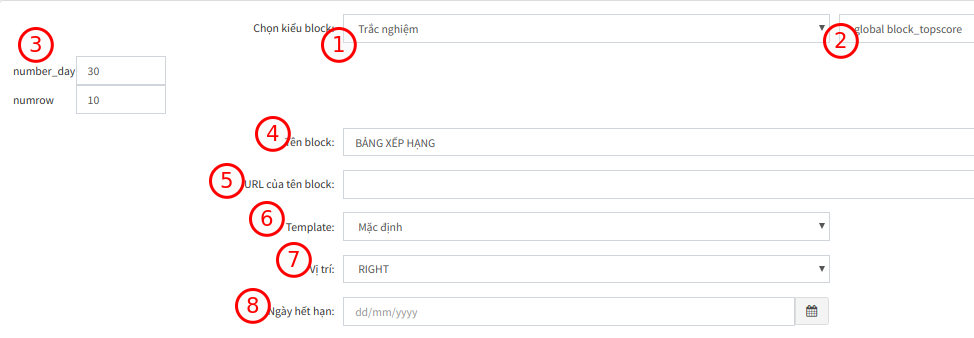 Chọn kiểu block: Trắc nghiệm global block_topscore
1 2
3
number_day 30
numrow 10
4 Tên block: BẢNG XẾP HẠNG
5 URL của tên block:
6 Template: Mặc định
7 Vị trí: RIGHT
8 Ngày hết hạn: dd/mm/yyyy